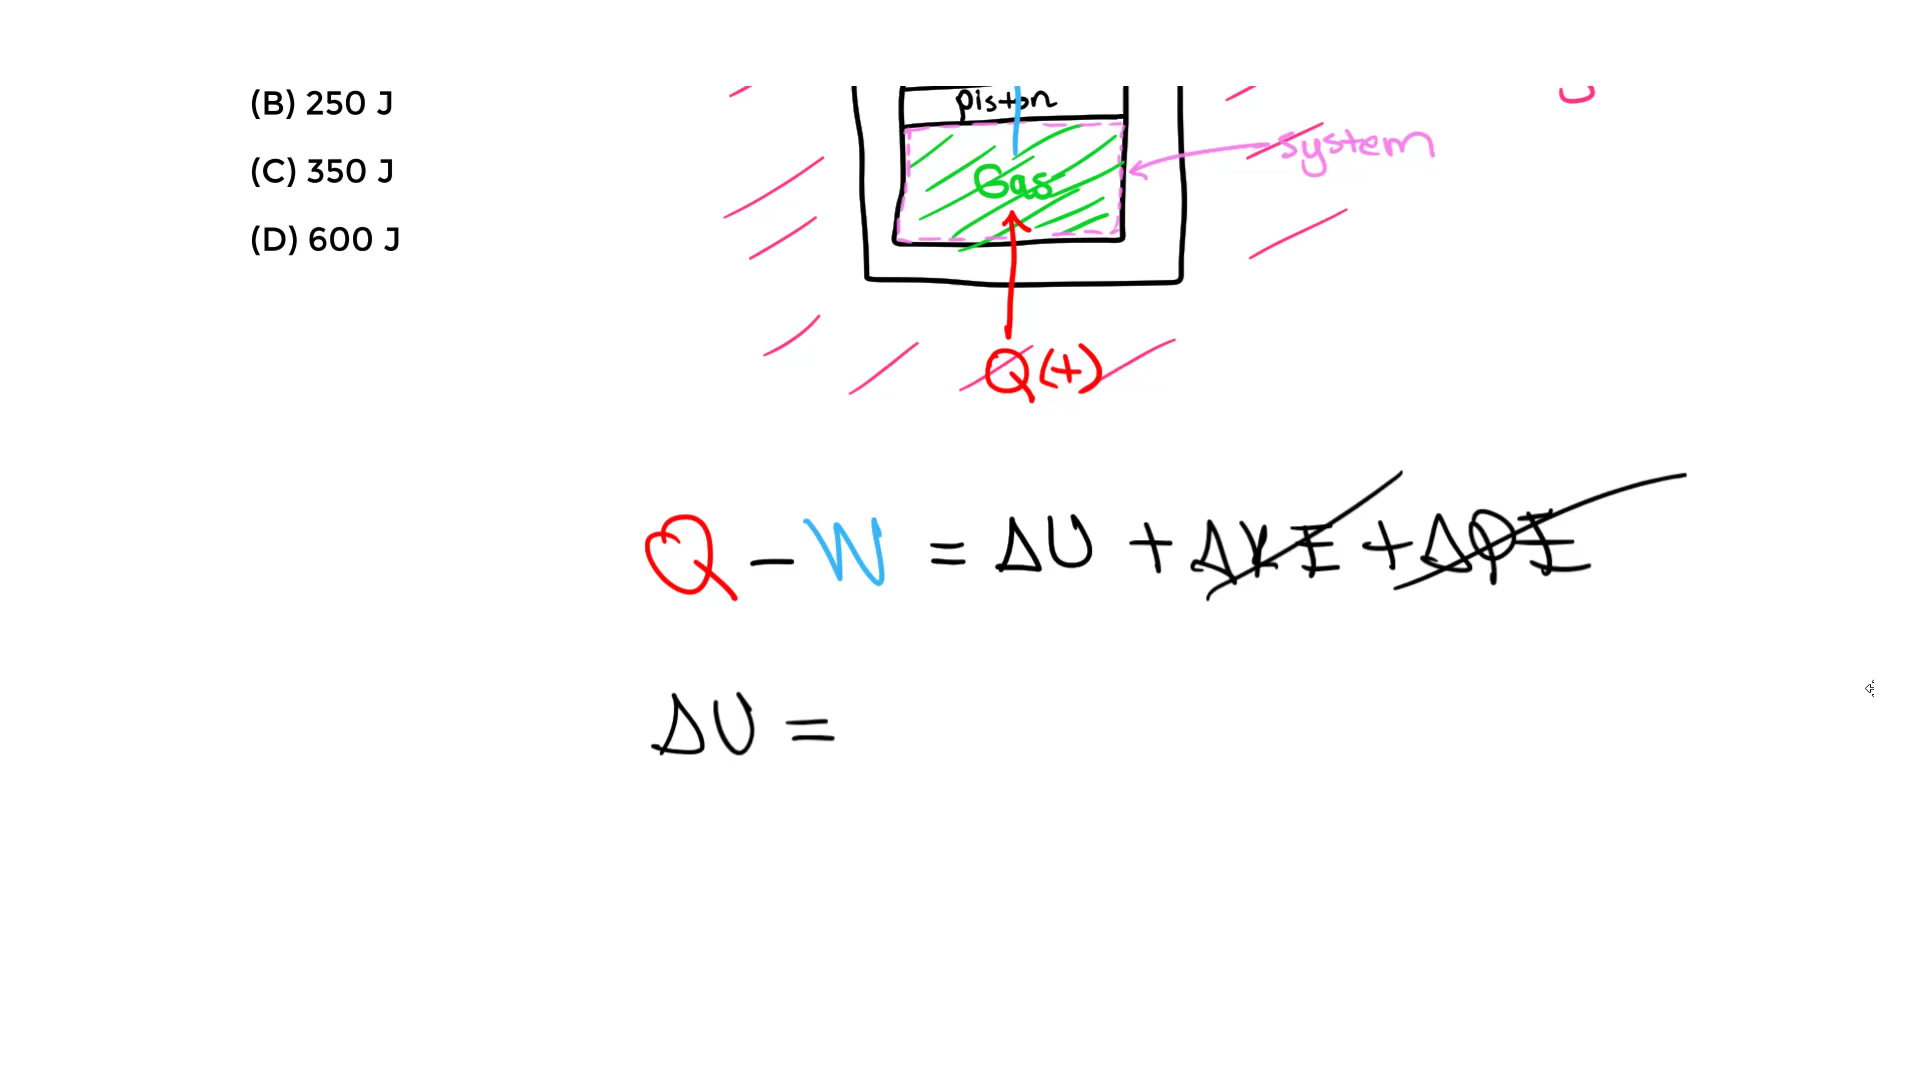 (B) 250 J
piston
system
(C) 350 J
Gas
(D) 600 J
Q(+)
Q - W = ΔU + ΔKE + ΔPE
ΔU =